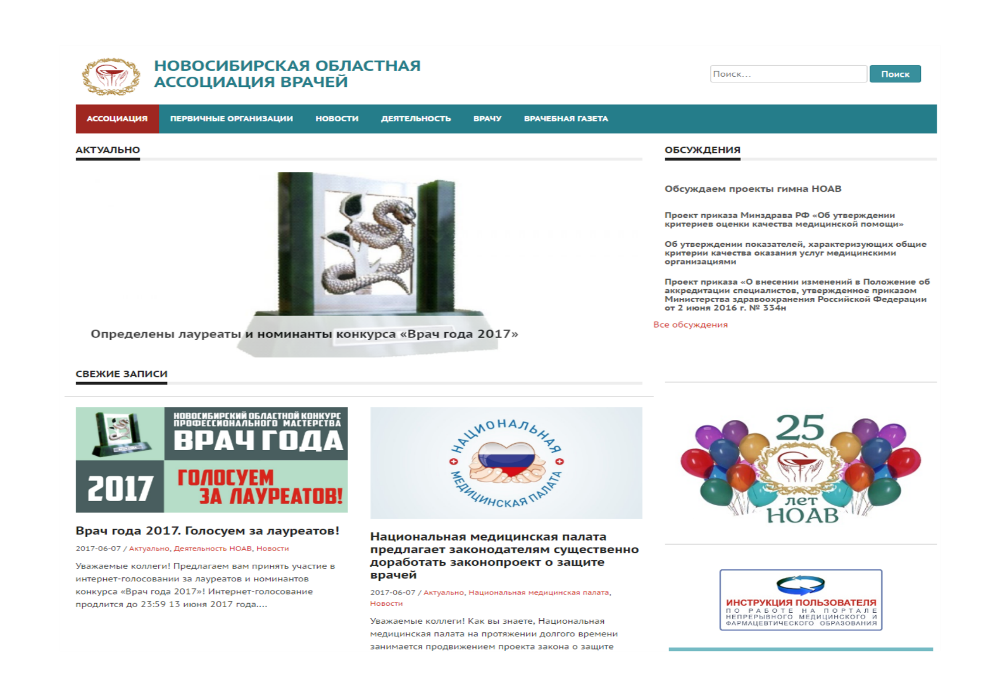 НОВОСИБИРСКАЯ ОБЛАСТНАЯ
АССОЦИАЦИЯ ВРАЧЕЙ
Поиск...
Поиск
АССОЦИАЦИЯ ПЕРВИЧНЫЕ ОРГАНИЗАЦИИ НОВОСТИ ДЕЯТЕЛЬНОСТЬ ВРАЧУ ВРАЧЕБНАЯ ГАЗЕТА
АКТУАЛЬНО
Определены лауреаты и номинанты конкурса «Врач года 2017»
СВЕЖИЕ ЗАПИСИ
НОВОСИБИРСКИЙ ОБЛАСТНОЙ КОНКУРС
ПРОФЕССИОНАЛЬНОГО МАСТЕРСТВА
ВРАЧ ГОДА
2017
ГОЛОСУЕМ
ЗА ЛАУРЕАТОВ!
Врач года 2017. Голосуем за лауреатов!
2017-06-07 / Актуально, Деятельность НОАВ, Новости
Уважаемые коллеги! Предлагаем вам принять участие в
интернет-голосовании за лауреатов и номинантов
конкурса «Врач года 2017»! Интернет-голосование
продлится до 23:59 13 июня 2017 года....
НАЦИОНАЛЬНАЯ
МЕДИЦИНСКАЯ ПАЛАТА
Национальная медицинская палата
предлагает законодателям существенно
доработать законопроект о защите
врачей
2017-06-07 / Актуально, Национальная медицинская палата,
Новости
Уважаемые коллеги! Как вы знаете, Национальная
медицинская палата на протяжении долгого времени
занимается продвижением проекта закона о защите
ОБСУЖДЕНИЯ
Обсуждаем проекты гимна НОАВ
Проект приказа Минздрава РФ «Об утверждении
критериев оценки качества медицинской помощи»
Об утверждении показателей, характеризующих общие
критерии качества оказания услуг медицинскими
организациями
Проект приказа «О внесении изменений в Положение об
аккредитации специалистов, утвержденное приказом
Министерства здравоохранения Российской Федерации
от 2 июня 2016 г. № 334н
Все обсуждения
25
лет
НОАВ
ИНСТРУКЦИЯ ПОЛЬЗОВАТЕЛЯ
ПО РАБОТЕ НА ПОРТАЛЕ
НЕПРЕРЫВНОГО МЕДИЦИНСКОГО И
ФАРМАЦЕВТИЧЕСКОГО ОБРАЗОВАНИЯ